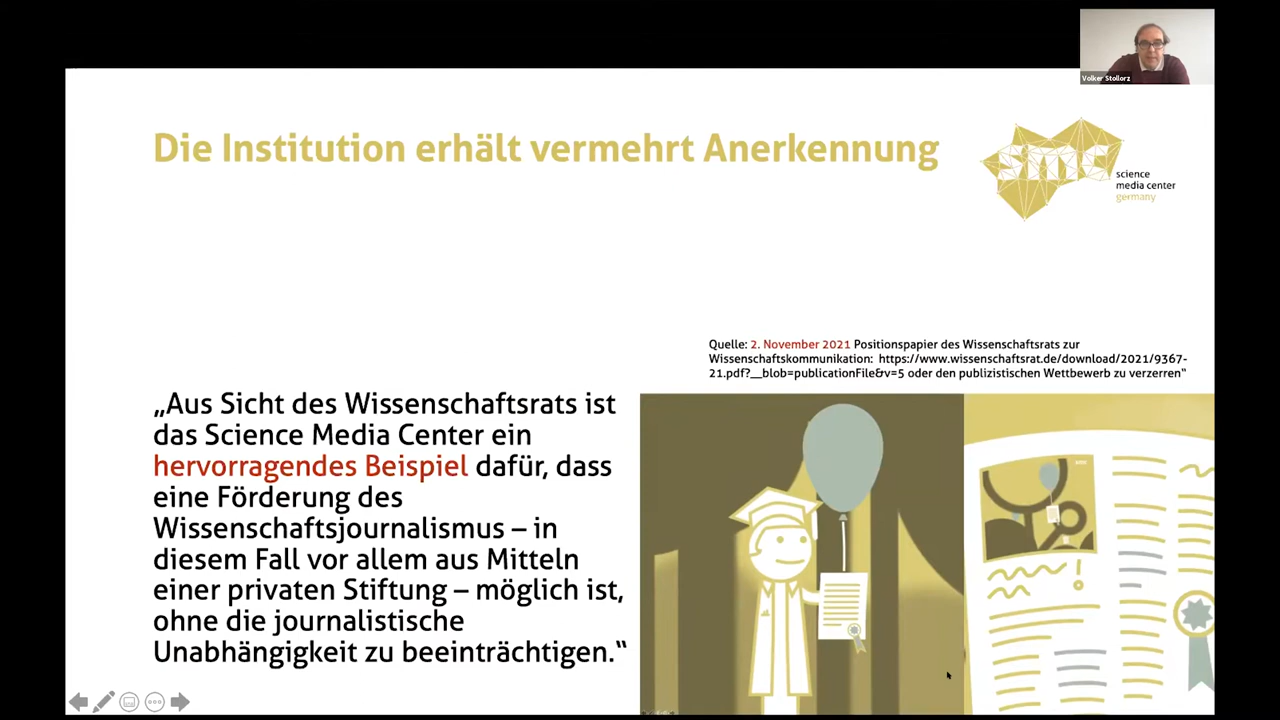 Volker Stollorz
Die Institution erhält vermehrt Anerkennung
smc
science
media center
germany
Quelle: 2. November 2021 Positionspapier des Wissenschaftsrats zur
Wissenschaftskommunikation: https://www.wissenschaftsrat.de/download/2021/9367-
21.pdf?__blob=publicationFile&v=5 oder den publizistischen Wettbewerb zu verzerren“
„Aus Sicht des Wissenschaftsrats ist
das Science Media Center ein
hervorragendes Beispiel dafür, dass
eine Förderung des
Wissenschaftsjournalismus – in
diesem Fall vor allem aus Mitteln
einer privaten Stiftung – möglich ist,
ohne die journalistische
Unabhängigkeit zu beeinträchtigen.“
smc